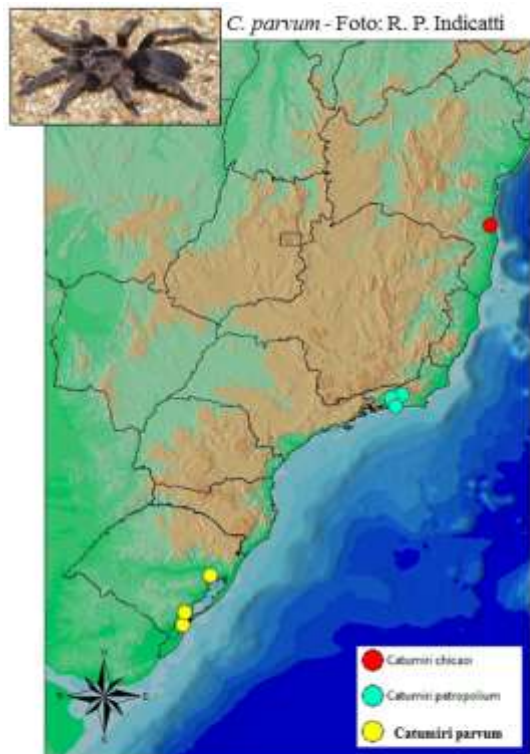 C. parvum - Foto: R. P. Indicatti
Catumiri chicaoi
Catumiri petropolium
Catumiri parvum